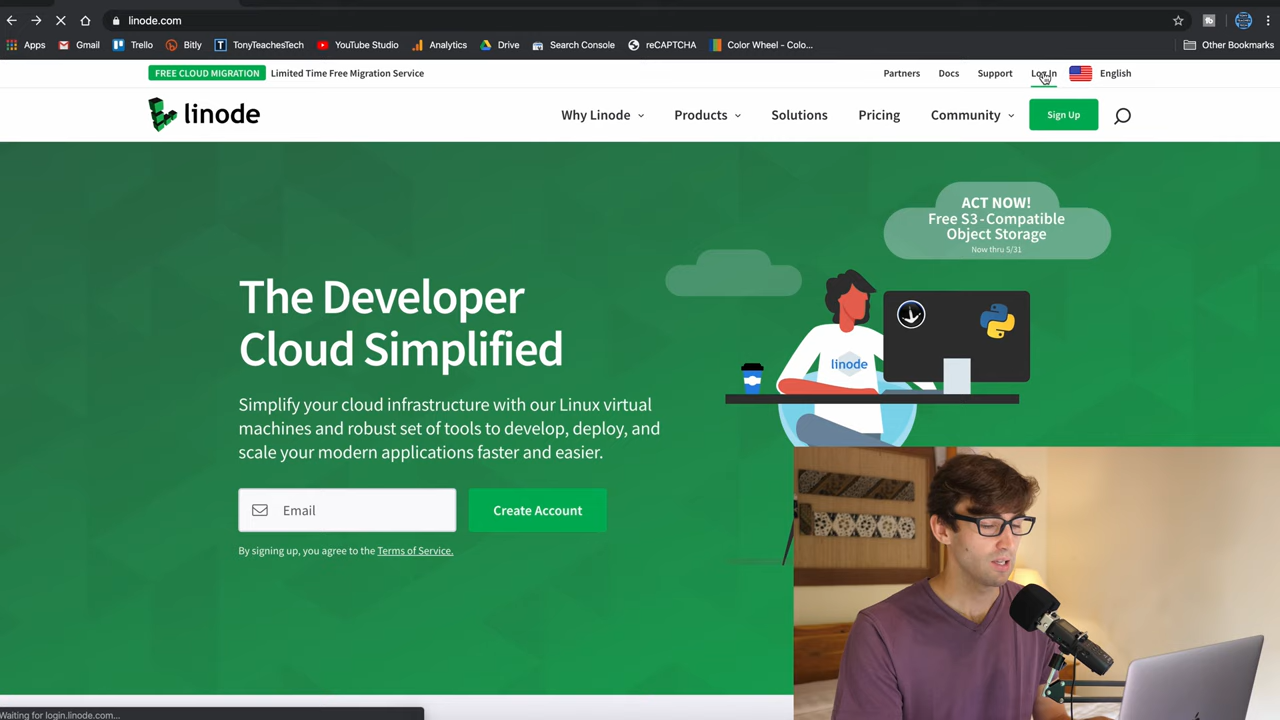 linode.com
Apps Gmail Trello Bitly TonyTeachesTech YouTube Studio Analytics Drive Search Console reCAPTCHA Color Wheel - Colo... Other Bookmarks
FREE CLOUD MIGRATION Limited Time Free Migration Service Partners Docs Support Log In English
linode Why Linode Products Solutions Pricing Community Sign Up
ACT NOW!
Free S3-Compatible
Object Storage
Now thru 5/31
The Developer
Cloud Simplified
linode
Simplify your cloud infrastructure with our Linux virtual
machines and robust set of tools to develop, deploy, and
scale your modern applications faster and easier.
Email Create Account
By signing up, you agree to the Terms of Service.
Waiting for login.linode.com...